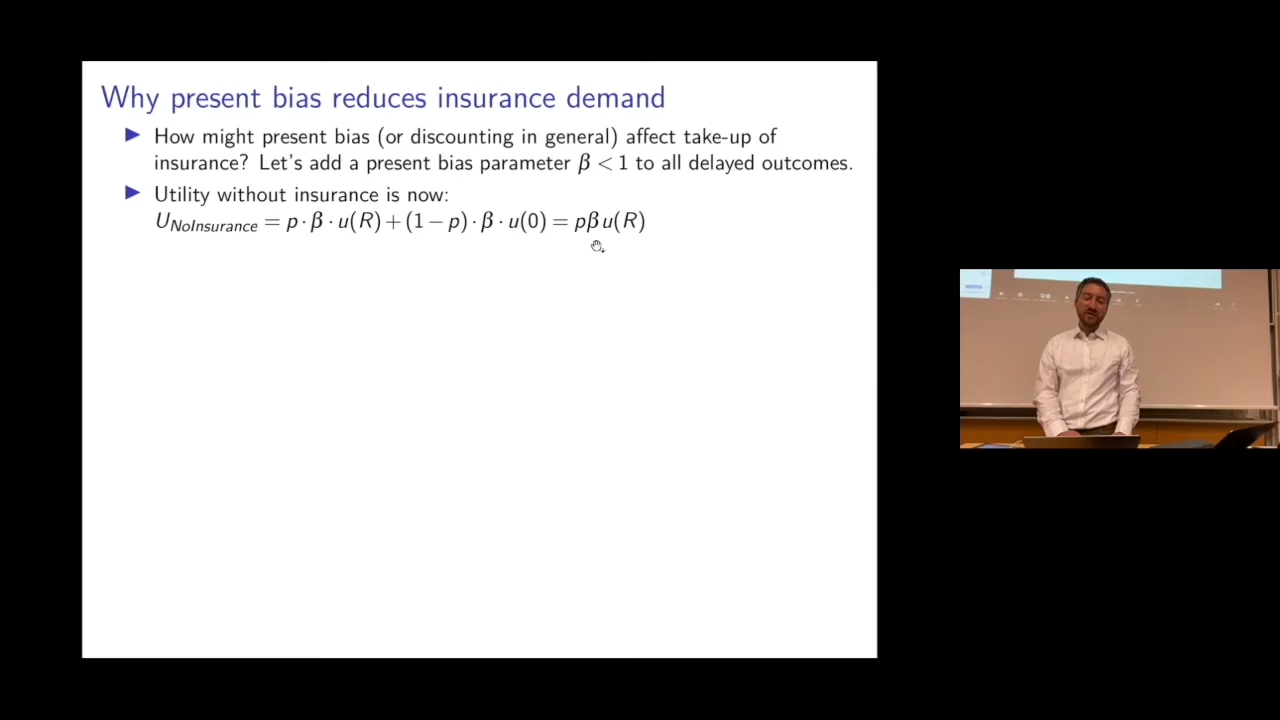 Why present bias reduces insurance demand
▶ How might present bias (or discounting in general) affect take-up of
insurance? Let's add a present bias parameter β < 1 to all delayed outcomes.
▶ Utility without insurance is now:
U_NoInsurance = p · β · u(R) + (1 − p) · β · u(0) = pβu(R)